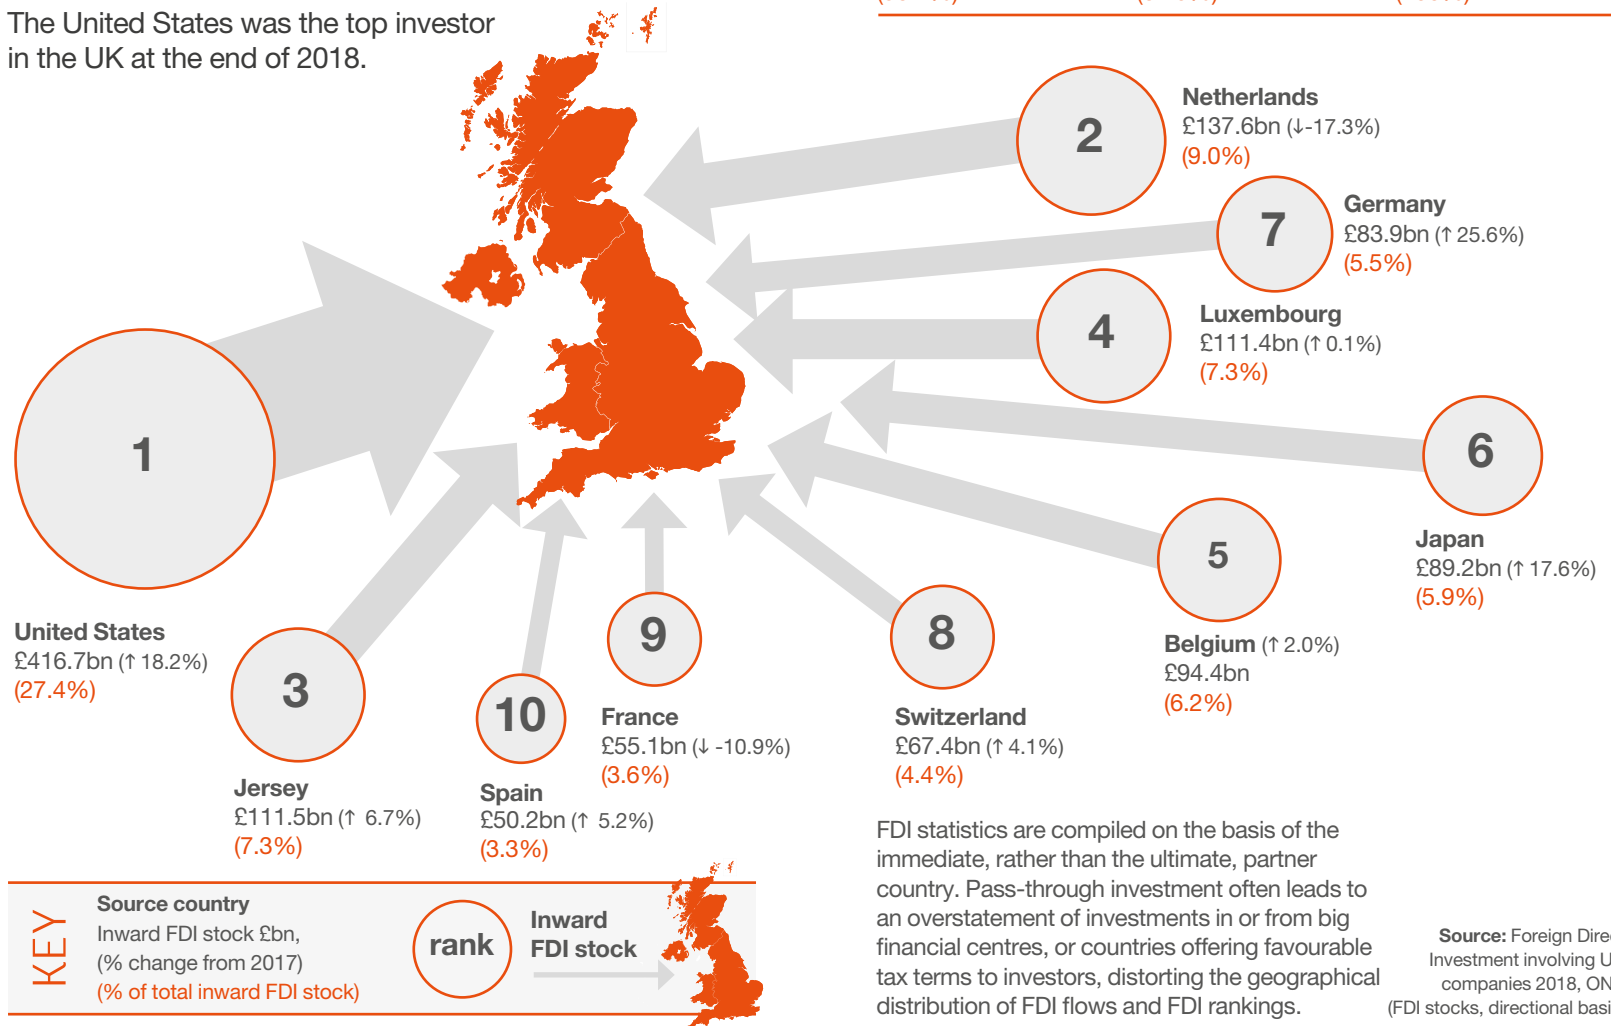 The United States was the top investor
in the UK at the end of 2018.
2
Netherlands
£137.6bn (↓-17.3%)
(9.0%)
7
Germany
£83.9bn (↑ 25.6%)
(5.5%)
4
Luxembourg
£111.4bn (↑ 0.1%)
(7.3%)
1
United States
£416.7bn (↑ 18.2%)
(27.4%)
6
Japan
£89.2bn (↑ 17.6%)
(5.9%)
5
Belgium (↑ 2.0%)
£94.4bn
(6.2%)
3
Jersey
£111.5bn (↑ 6.7%)
(7.3%)
10
Spain
£50.2bn (↑ 5.2%)
(3.3%)
9
France
£55.1bn (↓ -10.9%)
(3.6%)
8
Switzerland
£67.4bn (↑ 4.1%)
(4.4%)
KEY
Source country
Inward FDI stock £bn,
(% change from 2017)
(% of total inward FDI stock)
rank
Inward
FDI stock
FDI statistics are compiled on the basis of the
immediate, rather than the ultimate, partner
country. Pass-through investment often leads to
an overstatement of investments in or from big
financial centres, or countries offering favourable
tax terms to investors, distorting the geographical
distribution of FDI flows and FDI rankings.
Source: Foreign Direc
Investment involving U
companies 2018, ON
(FDI stocks, directional basi